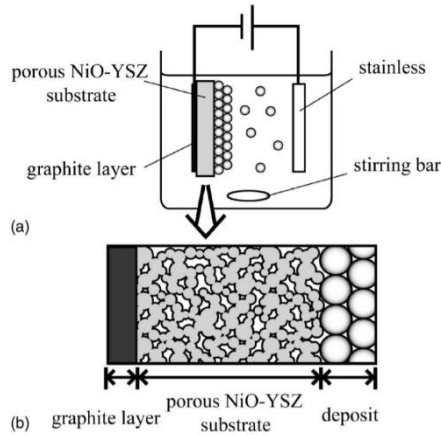 porous NiO-YSZ
substrate
stainless
graphite layer
stirring bar
(a)
(b)
graphite layer
porous NiO-YSZ
substrate
deposit